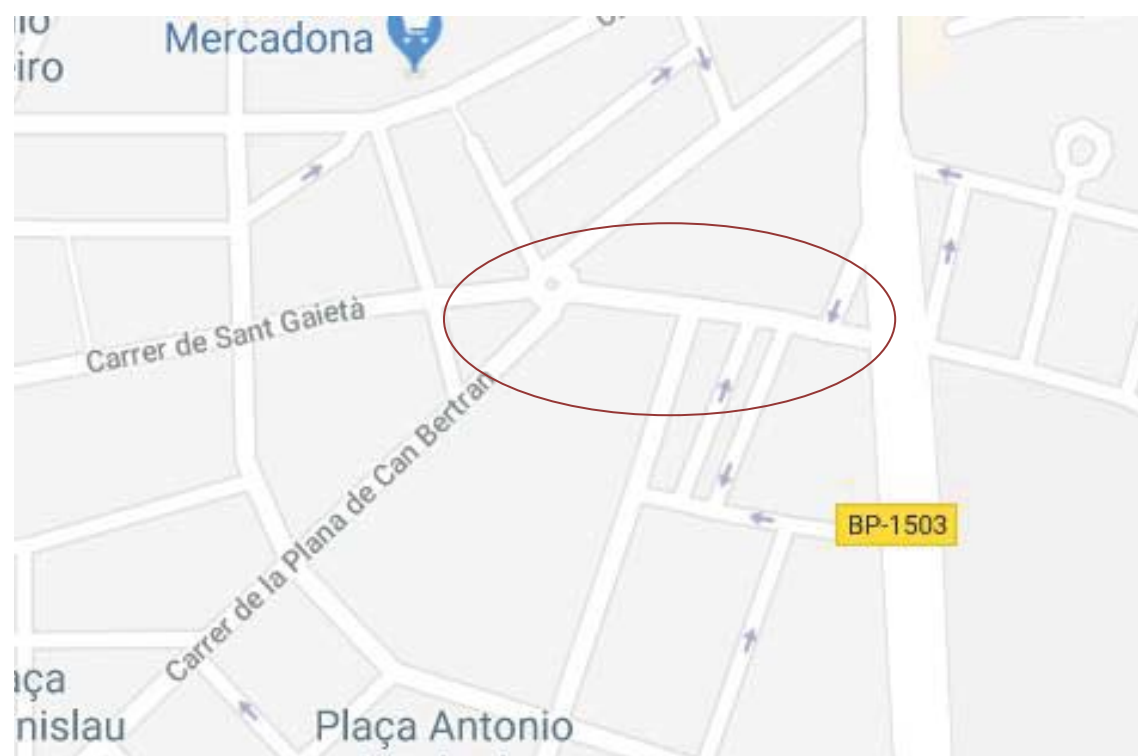 Mercadona
iro
Carrer de Sant Gaietà
Carrer de la Plana de Can Bertran
BP-1503
aça
nislau
Plaça Antonio